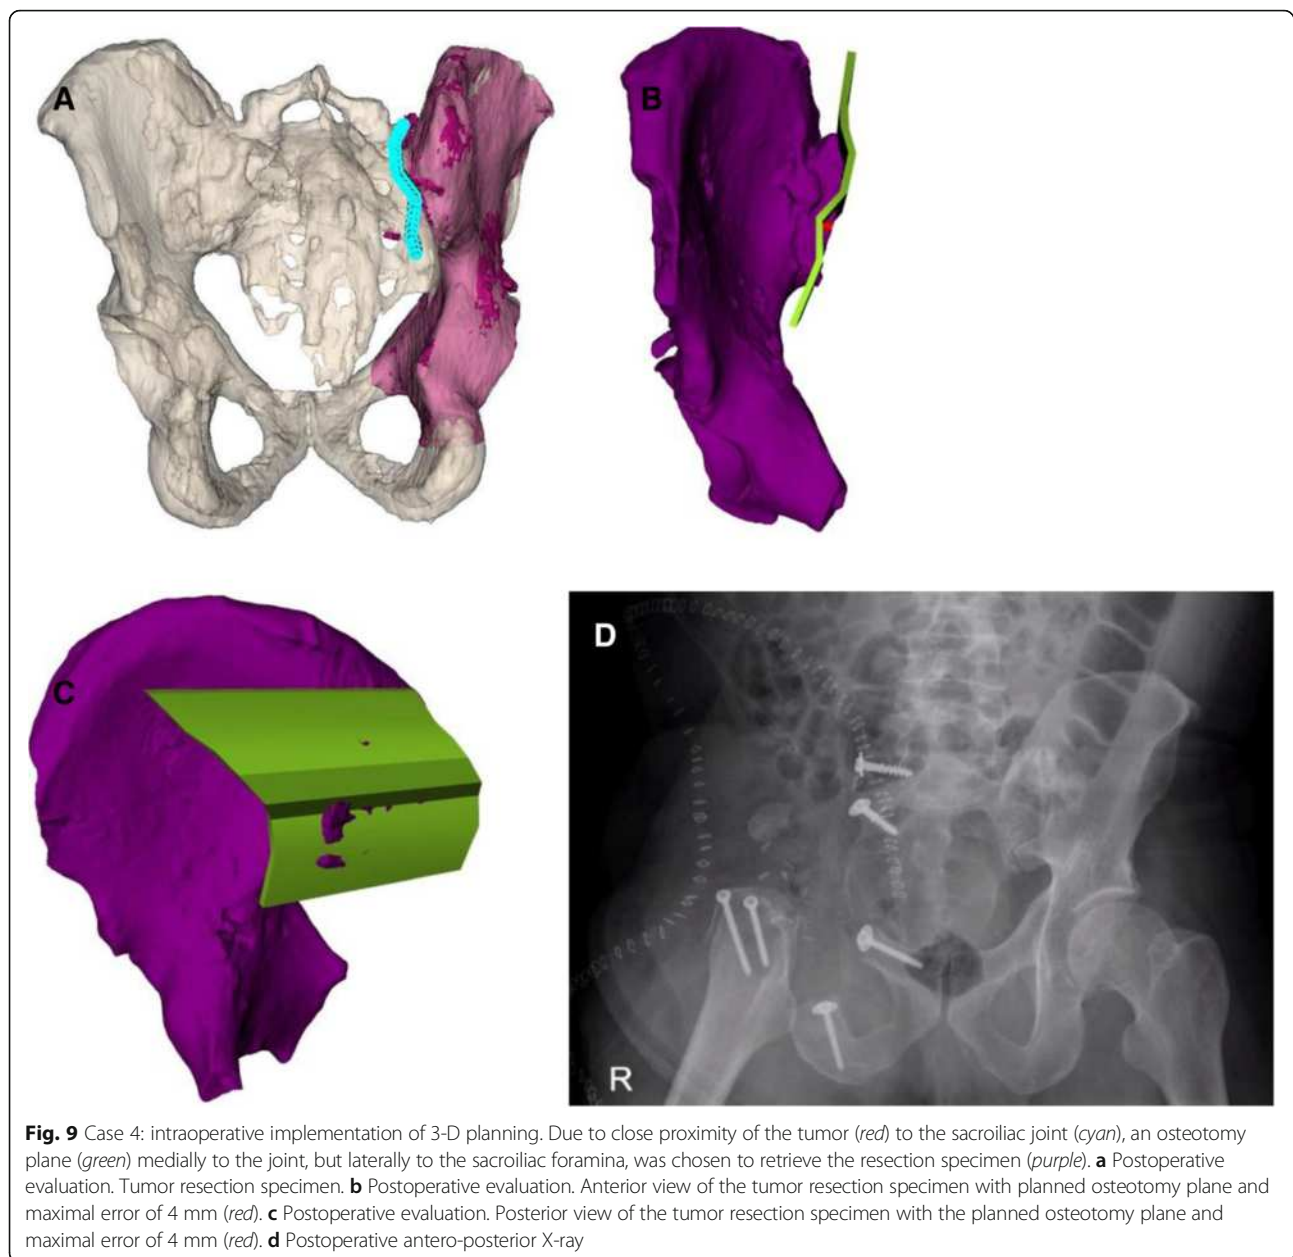 A
B
C
D
R
Fig. 9 Case 4: intraoperative implementation of 3-D planning. Due to close proximity of the tumor (red) to the sacroiliac joint (cyan), an osteotomy
plane (green) medially to the joint, but laterally to the sacroiliac foramina, was chosen to retrieve the resection specimen (purple). a Postoperative
evaluation. Tumor resection specimen. b Postoperative evaluation. Anterior view of the tumor resection specimen with planned osteotomy plane and
maximal error of 4 mm (red). c Postoperative evaluation. Posterior view of the tumor resection specimen with the planned osteotomy plane and
maximal error of 4 mm (red). d Postoperative antero-posterior X-ray